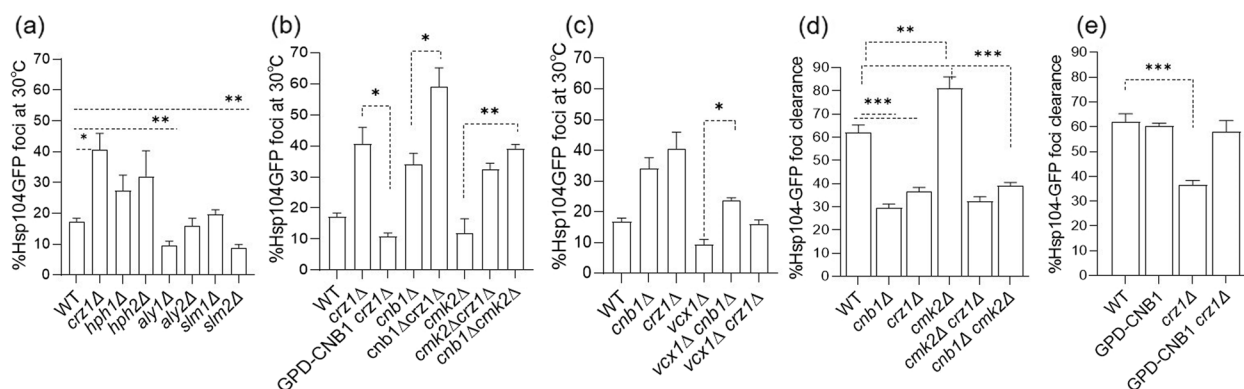 (a)
%Hsp104GFP foci at 30°C
70
60
50
40
30
20
10
0
*
**
**
WT
crz1Δ
hph1Δ
hph2Δ
aly1Δ
aly2Δ
slm1Δ
slm2Δ
(b)
%Hsp104GFP foci at 30°C
70
60
50
40
30
20
10
0
*
*
**
WT
crz1Δ
GPD-CNB1 crz1Δ
cnb1Δ
cnb1Δcrz1Δ
cmk2Δ
cmk2Δcrz1Δ
cnb1Δcmk2Δ
(c)
%Hsp104GFP foci at 30°C
70
60
50
40
30
20
10
0
*
WT
cnb1Δ
crz1Δ
vcx1Δ
vcx1Δ cnb1Δ
vcx1Δ crz1Δ
(d)
%Hsp104-GFP foci clearance
90
80
70
60
50
40
30
20
10
0
**
***
***
WT
cnb1Δ
crz1Δ
cmk2Δ
cmk2Δ crz1Δ
cnb1Δ cmk2Δ
(e)
%Hsp104-GFP foci clearance
90
80
70
60
50
40
30
20
10
0
***
WT
GPD-CNB1
crz1Δ
GPD-CNB1 crz1Δ